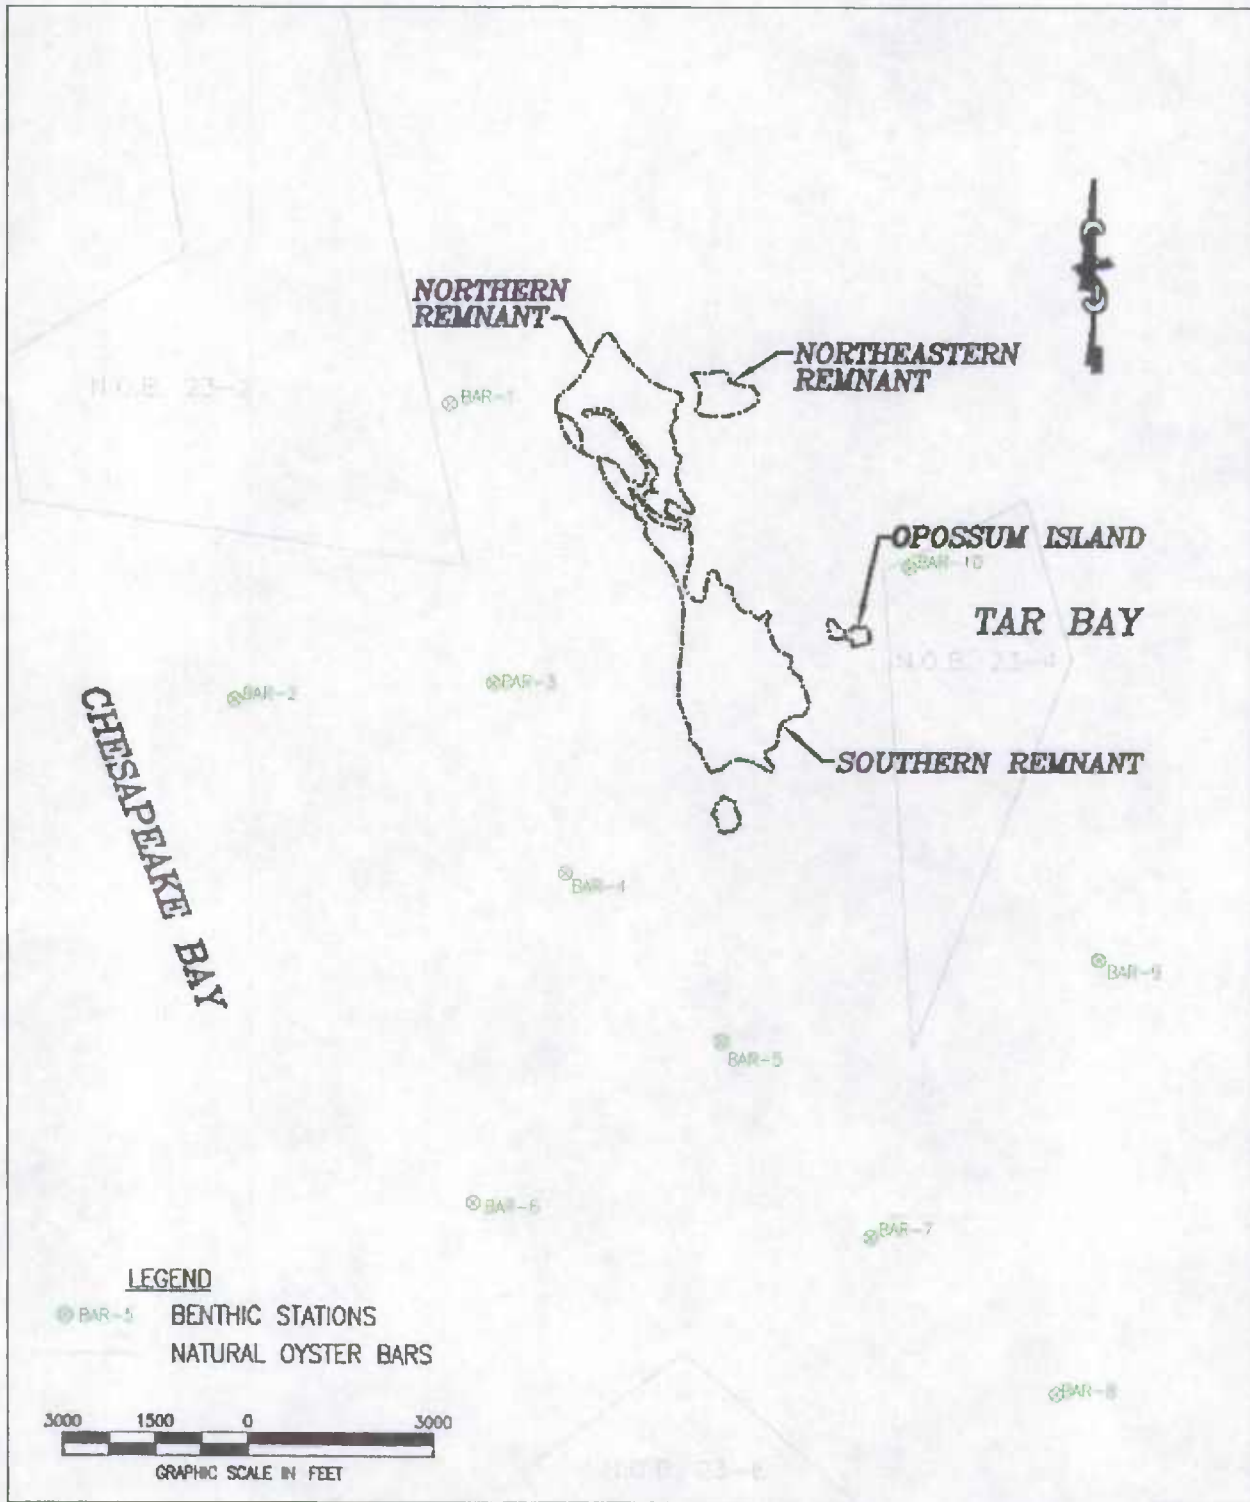 NORTHERN
REMNANT
NORTHEASTERN
REMNANT
BAR-1
OPOSSUM ISLAND
BAR-10
TAR BAY
N.O.B. 23-4
BAR-2
BAR-3
CHESAPEAKE BAY
SOUTHERN REMNANT
BAR-4
BAR-9
BAR-5
BAR-6
BAR-7
BAR-8
LEGEND
BAR-5 BENTHIC STATIONS
NATURAL OYSTER BARS
3000 1500 0 3000
GRAPHIC SCALE IN FEET